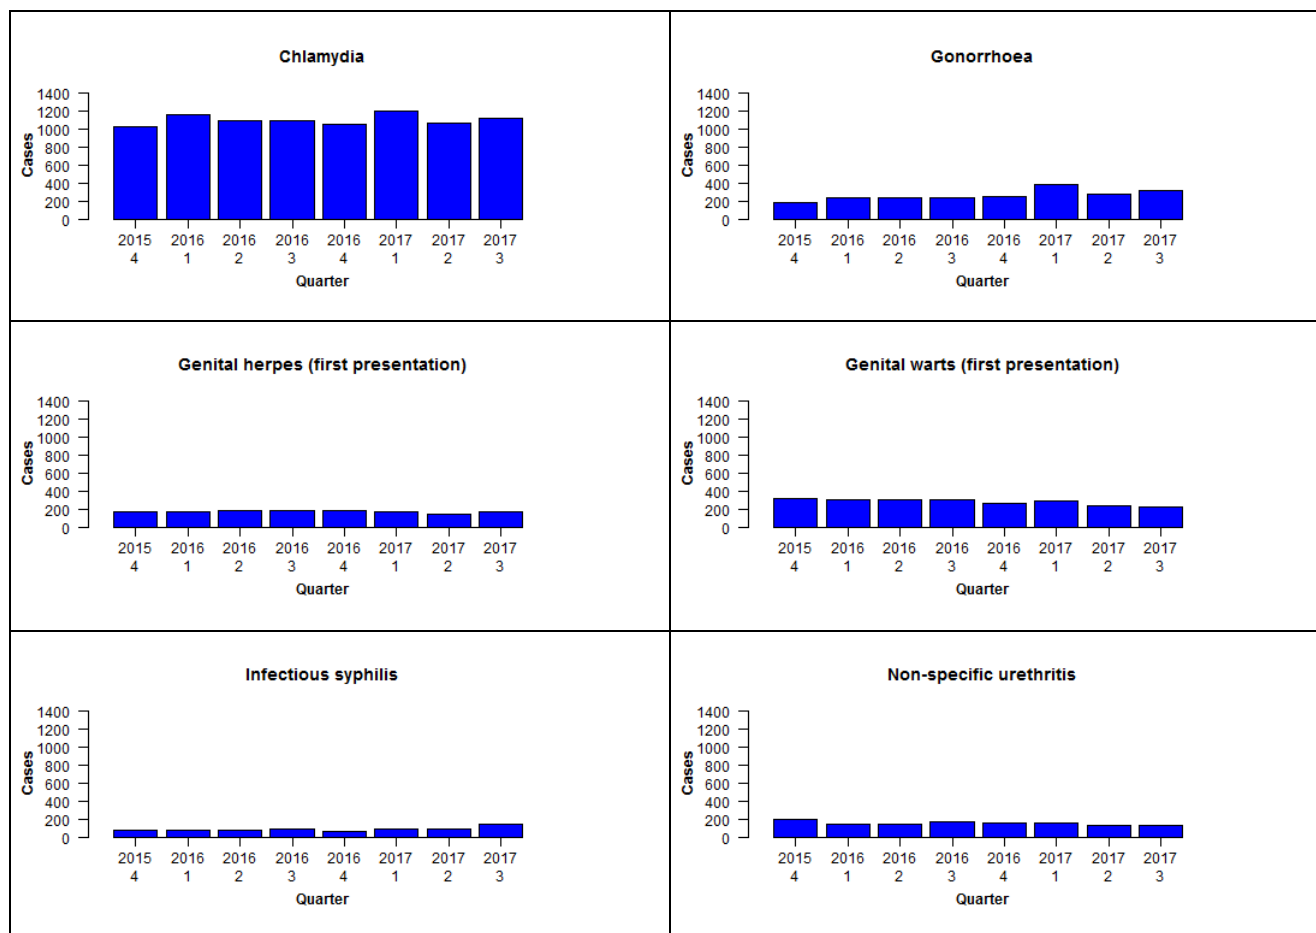 Chlamydia
1400
1200
1000
800
600
400
200
0
Cases
2015 2016 2016 2016 2016 2017 2017 2017
4 1 2 3 4 1 2 3
Quarter
Gonorrhoea
1400
1200
1000
800
600
400
200
0
Cases
2015 2016 2016 2016 2016 2017 2017 2017
4 1 2 3 4 1 2 3
Quarter
Genital herpes (first presentation)
1400
1200
1000
800
600
400
200
0
Cases
2015 2016 2016 2016 2016 2017 2017 2017
4 1 2 3 4 1 2 3
Quarter
Genital warts (first presentation)
1400
1200
1000
800
600
400
200
0
Cases
2015 2016 2016 2016 2016 2017 2017 2017
4 1 2 3 4 1 2 3
Quarter
Infectious syphilis
1400
1200
1000
800
600
400
200
0
Cases
2015 2016 2016 2016 2016 2017 2017 2017
4 1 2 3 4 1 2 3
Quarter
Non-specific urethritis
1400
1200
1000
800
600
400
200
0
Cases
2015 2016 2016 2016 2016 2017 2017 2017
4 1 2 3 4 1 2 3
Quarter